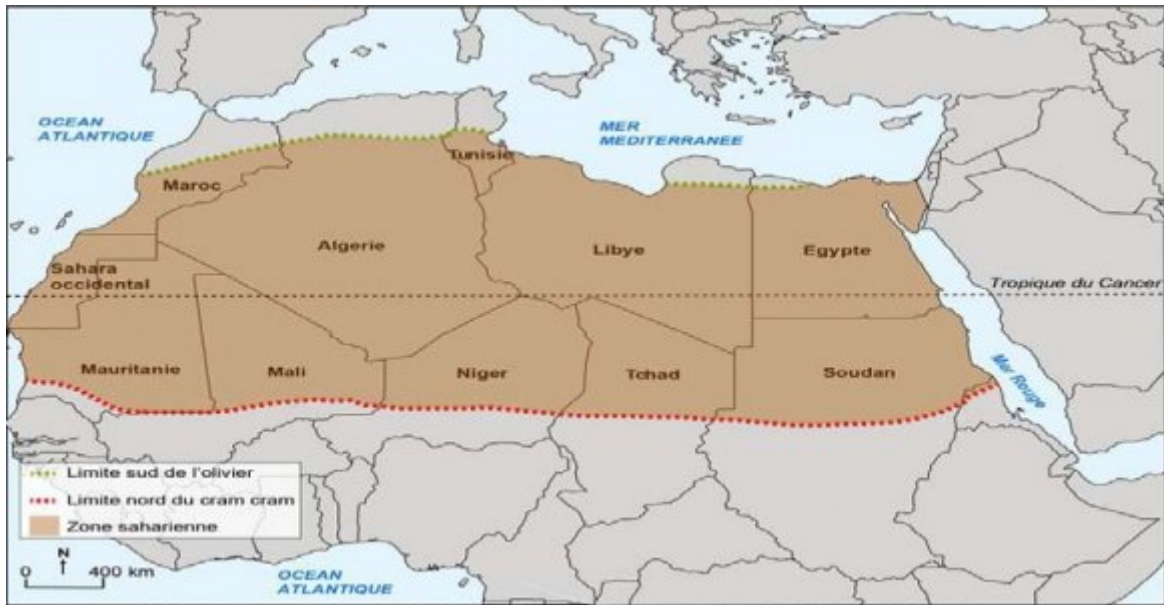 OCEAN
ATLANTIQUE
MER
MEDITERRANEE
Tunisie
Maroc
Algerie
Libye
Egypte
Sahara
occidental
Tropique du Cancer
Mauritanie
Mali
Niger
Tchad
Soudan
Mer Rouge
Limite sud de l'olivier
Limite nord du cram cram
Zone saharienne
N
0 400 km
OCEAN
ATLANTIQUE